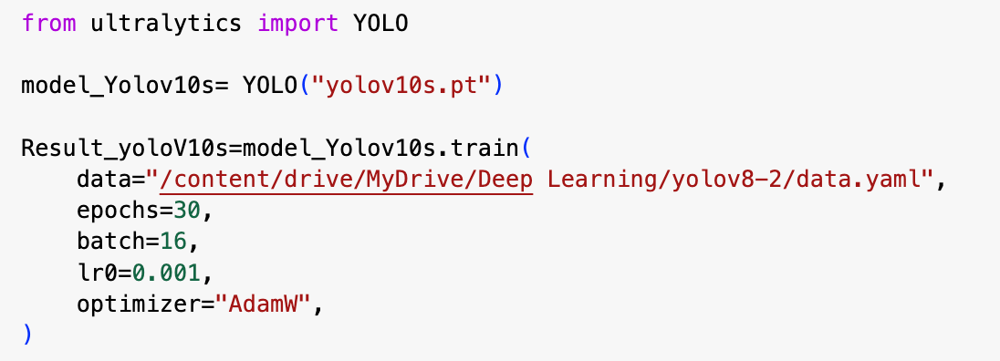 from ultralytics import YOLO
model_Yolov10s= YOLO("yolov10s.pt")
Result_yoloV10s=model_Yolov10s.train(
    data="/content/drive/MyDrive/Deep Learning/yolov8-2/data.yaml",
    epochs=30,
    batch=16,
    lr0=0.001,
    optimizer="AdamW",
)